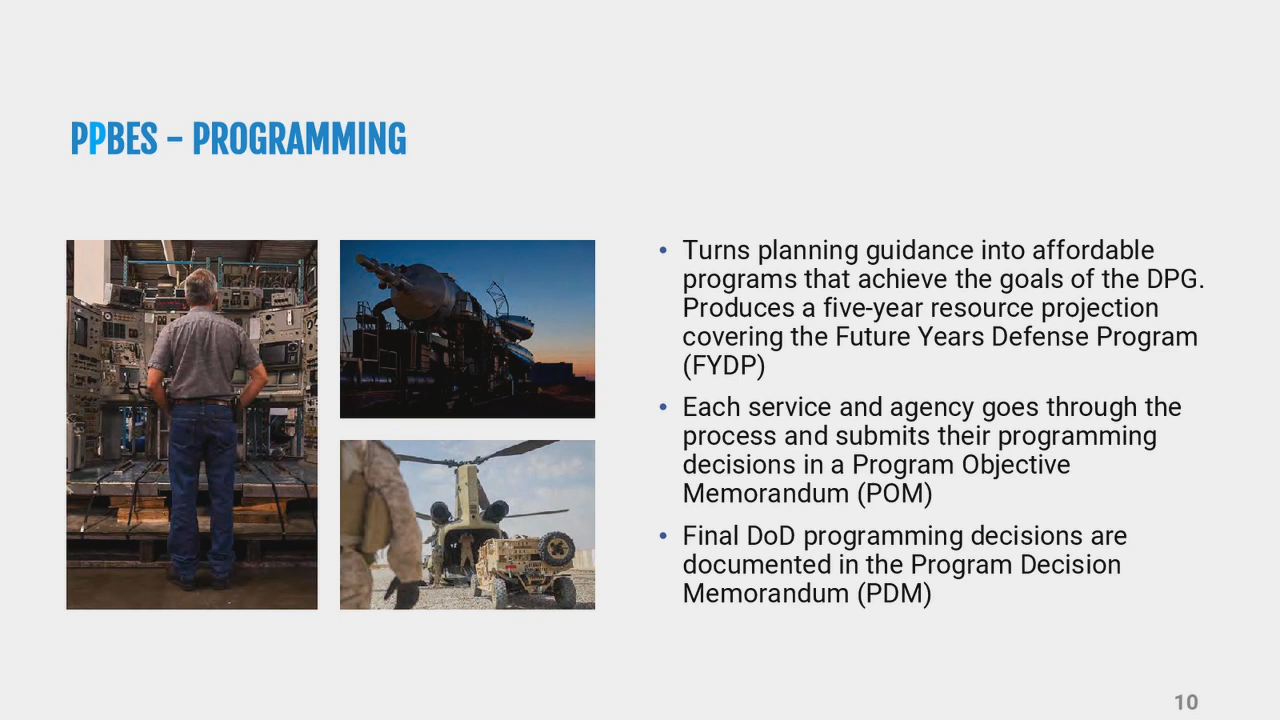 PPBES – PROGRAMMING
• Turns planning guidance into affordable
programs that achieve the goals of the DPG.
Produces a five-year resource projection
covering the Future Years Defense Program
(FYDP)
• Each service and agency goes through the
process and submits their programming
decisions in a Program Objective
Memorandum (POM)
• Final DoD programming decisions are
documented in the Program Decision
Memorandum (PDM)
10